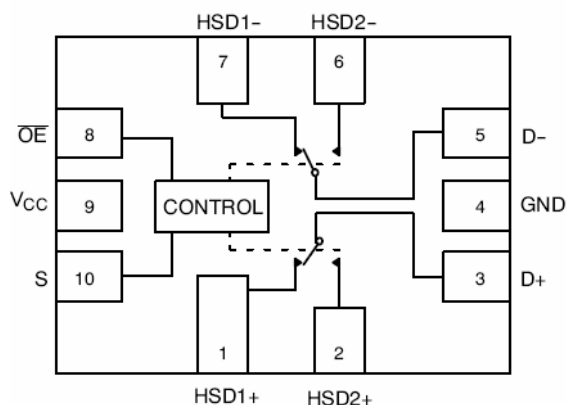 HSD1− HSD2−
7 6
OE 8 5 D−
VCC 9 CONTROL 4 GND
S 10 3 D+
1 2
HSD1+ HSD2+